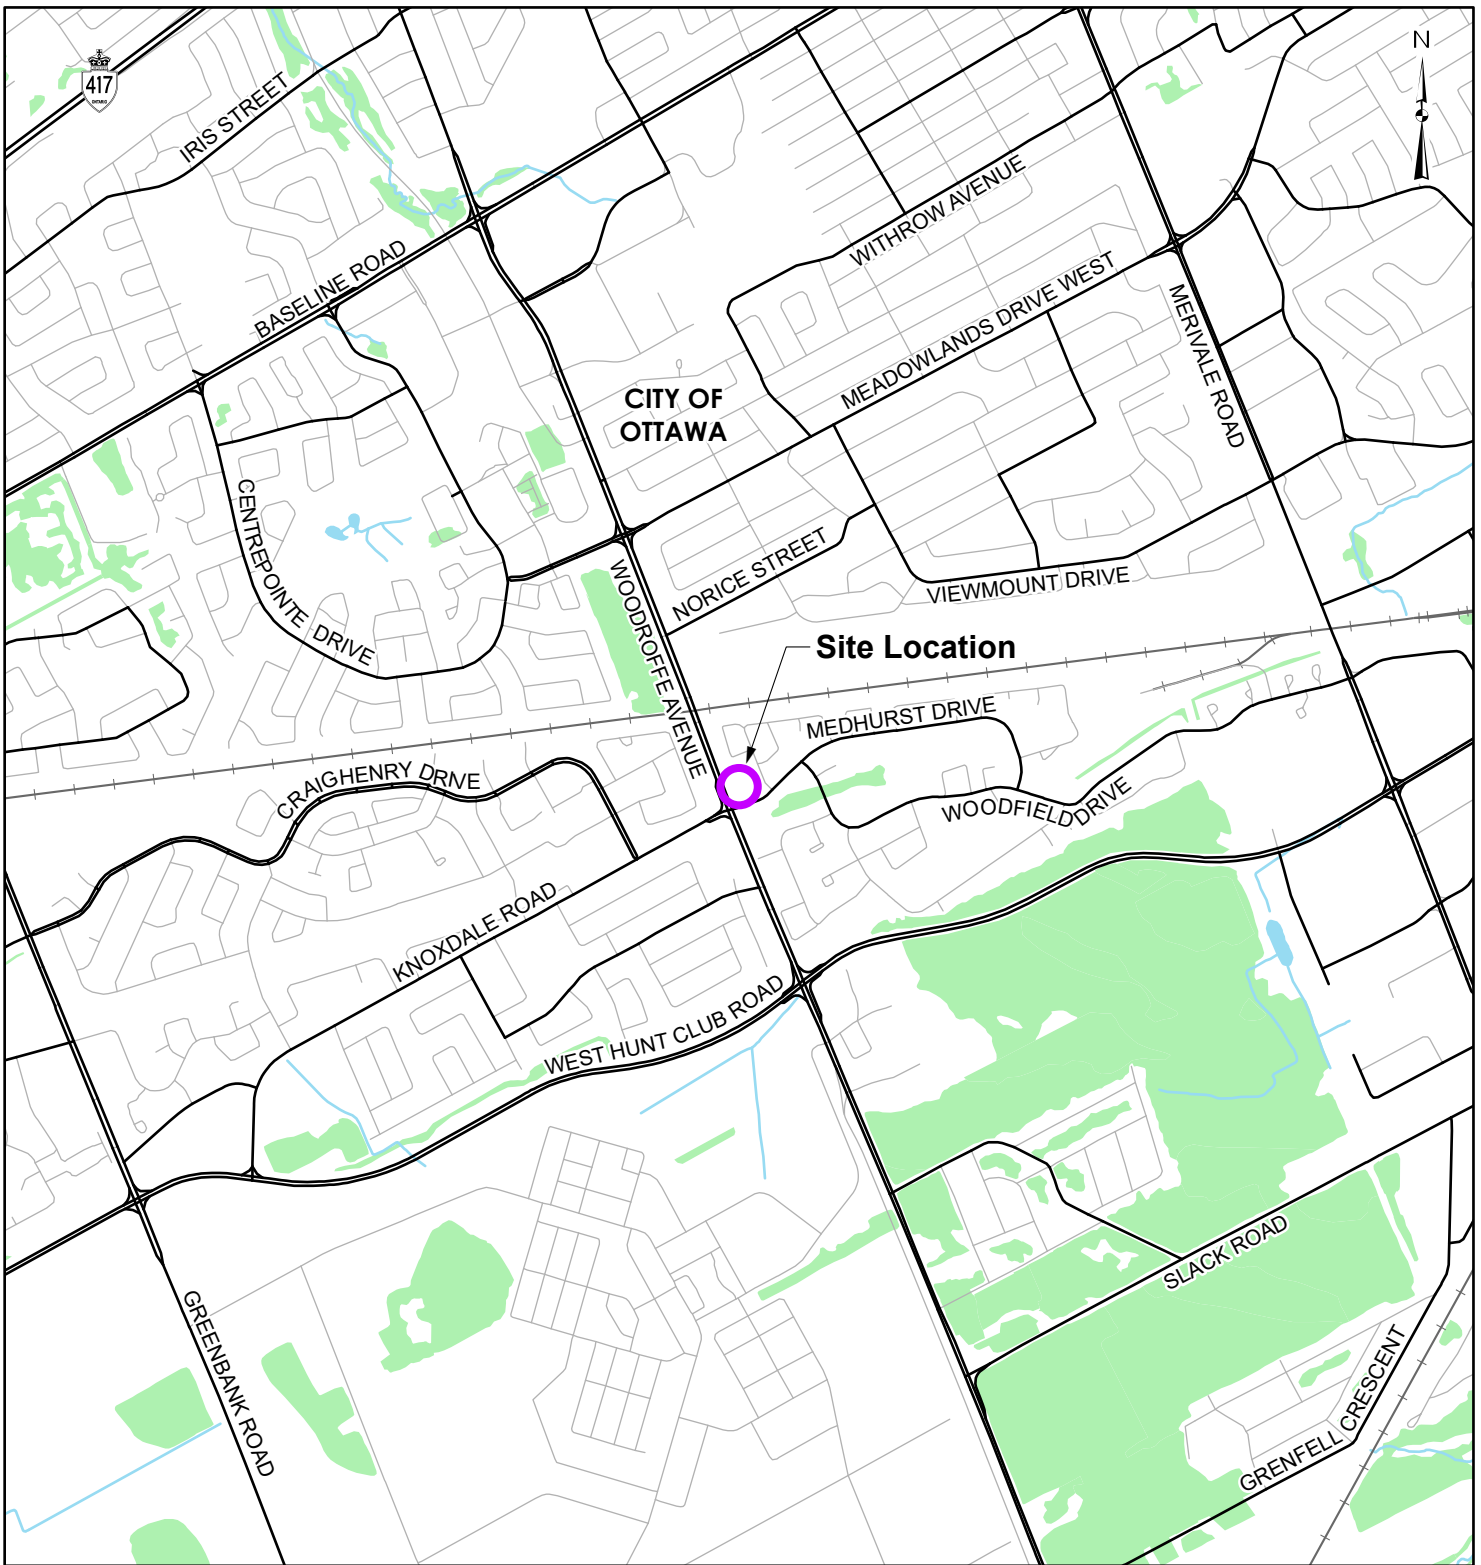 N
417
ONTARIO
IRIS STREET
WITHROW AVENUE
BASELINE ROAD
MEADOWLANDS DRIVE WEST
MERIVALE ROAD
CITY OF
OTTAWA
CENTREPOINTE DRIVE
NORICE STREET
VIEWMOUNT DRIVE
WOODROFFE AVENUE
Site Location
MEDHURST DRIVE
CRAIGHENRY DRIVE
WOODFIELD DRIVE
KNOXDALE ROAD
WEST HUNT CLUB ROAD
SLACK ROAD
GREENBANK ROAD
GRENFELL CRESCENT